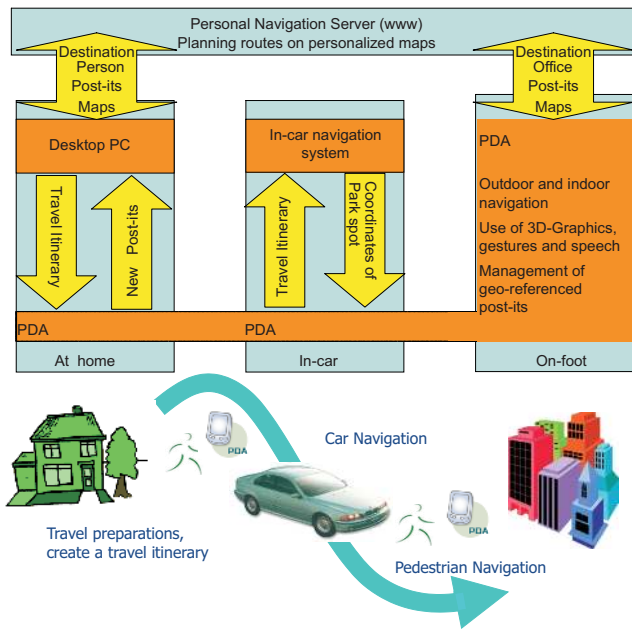 Personal Navigation Server (www)
Planning routes on personalized maps
Destination
Person
Post-its
Maps
Destination
Office
Post-its
Maps
Desktop PC
In-car navigation
system
PDA
Outdoor and indoor
navigation
Use of 3D-Graphics,
gestures and speech
Management of
geo-referenced
post-its
Travel Itinerary
New Post-its
Travel Itinerary
Coordinates of
Park spot
PDA
PDA
At home
In-car
On-foot
PDA
Car Navigation
Travel preparations,
create a travel itinerary
PDA
Pedestrian Navigation